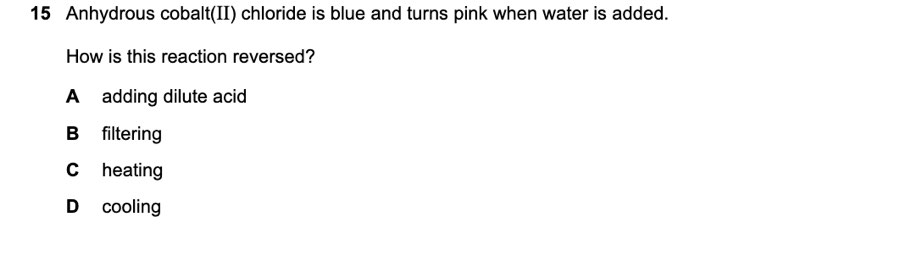 15 Anhydrous cobalt(II) chloride is blue and turns pink when water is added.
How is this reaction reversed?
A adding dilute acid
B filtering
C heating
D cooling